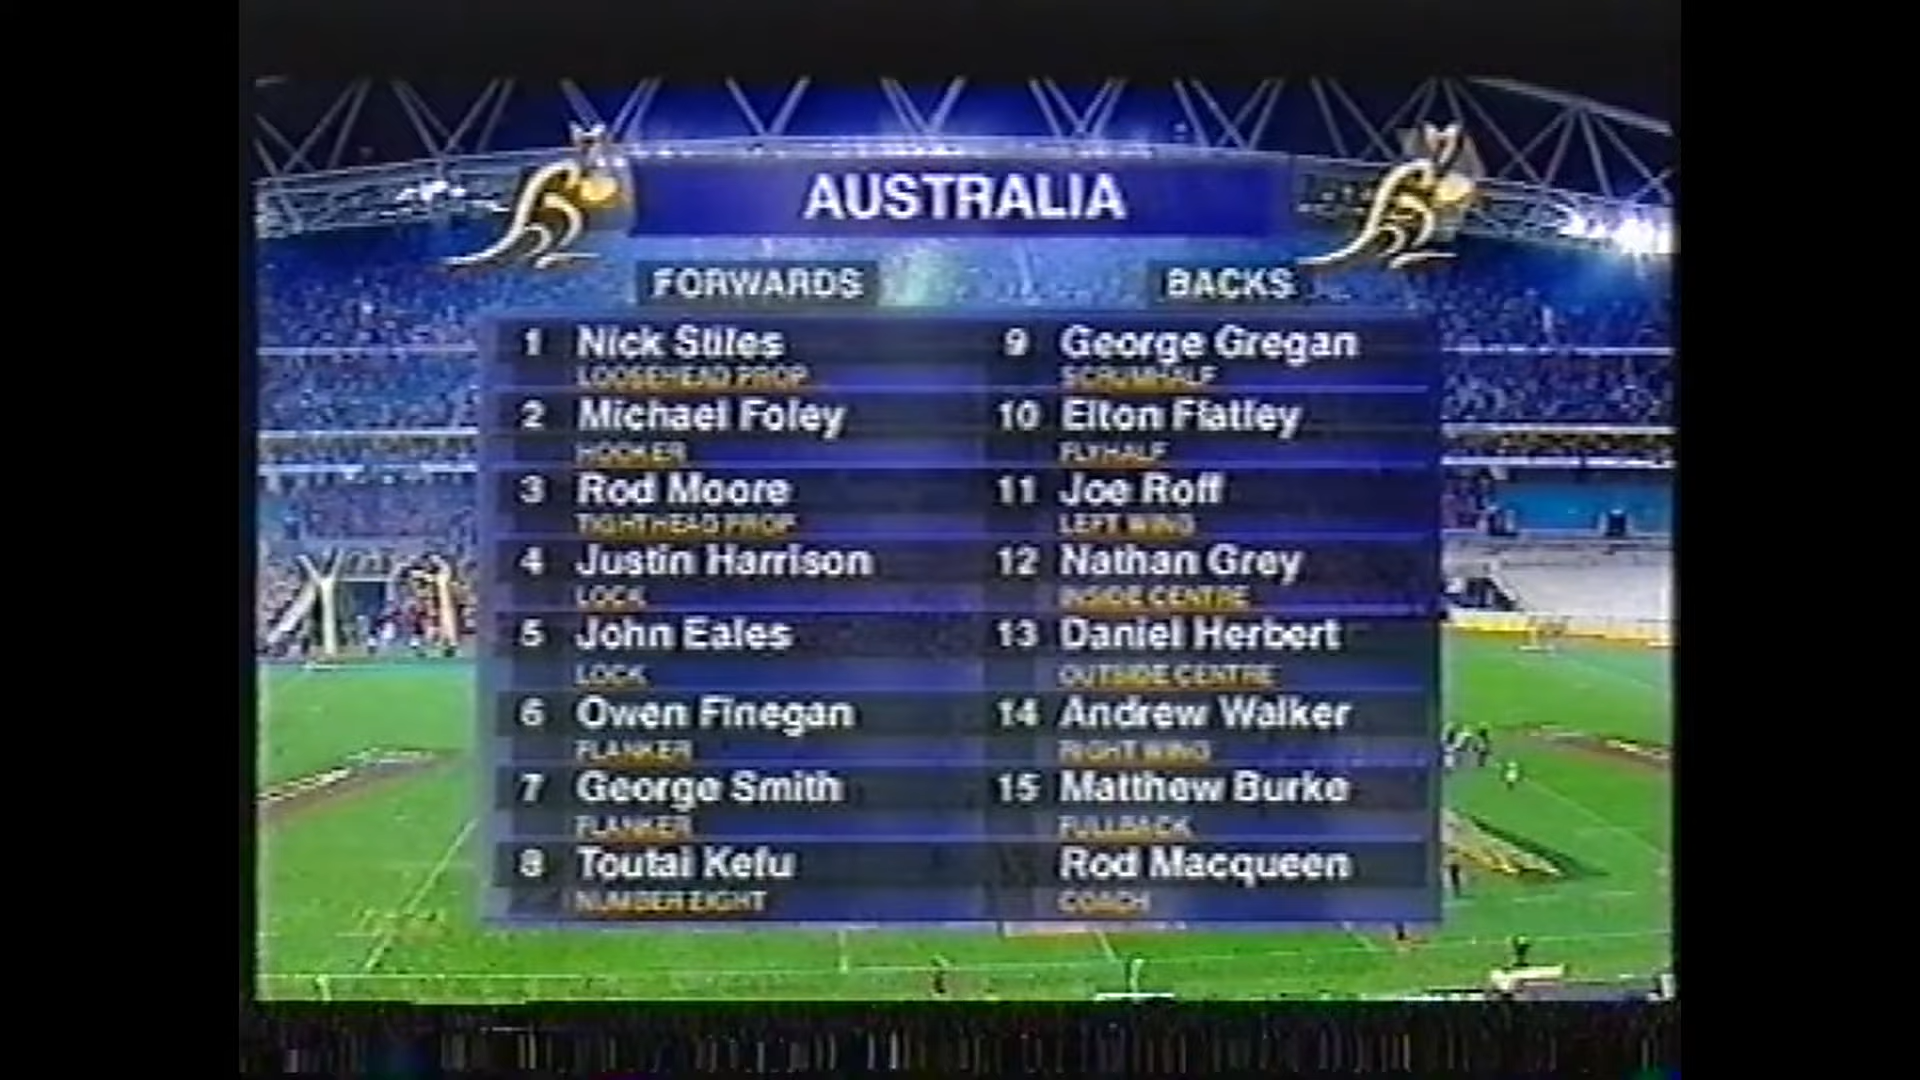 AUSTRALIA
FORWARDS
1 Nick Stiles
LOOSEHEAD PROP
2 Michael Foley
HOOKER
3 Rod Moore
TIGHTHEAD PROP
4 Justin Harrison
LOCK
5 John Eales
LOCK
6 Owen Finegan
FLANKER
7 George Smith
FLANKER
8 Toutai Kefu
NUMBER EIGHT
BACKS
9 George Gregan
SCRUMHALF
10 Elton Flatley
FLYHALF
11 Joe Roff
LEFT WING
12 Nathan Grey
INSIDE CENTRE
13 Daniel Herbert
OUTSIDE CENTRE
14 Andrew Walker
RIGHT WING
15 Matthew Burke
FULLBACK
Rod Macqueen
COACH